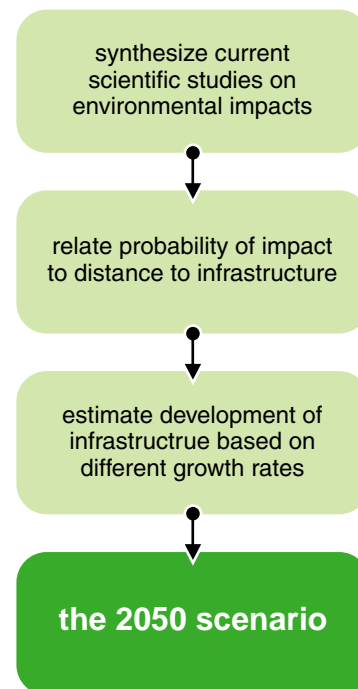 synthesize current
scientific studies on
environmental impacts
relate probability of impact
to distance to infrastructure
estimate development of
infrastructrue based on
different growth rates
the 2050 scenario